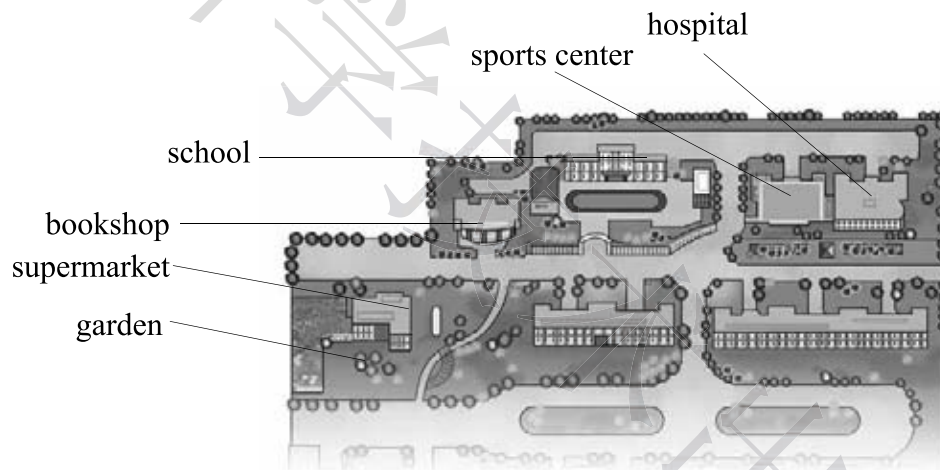 hospital
sports center
school
bookshop
supermarket
garden